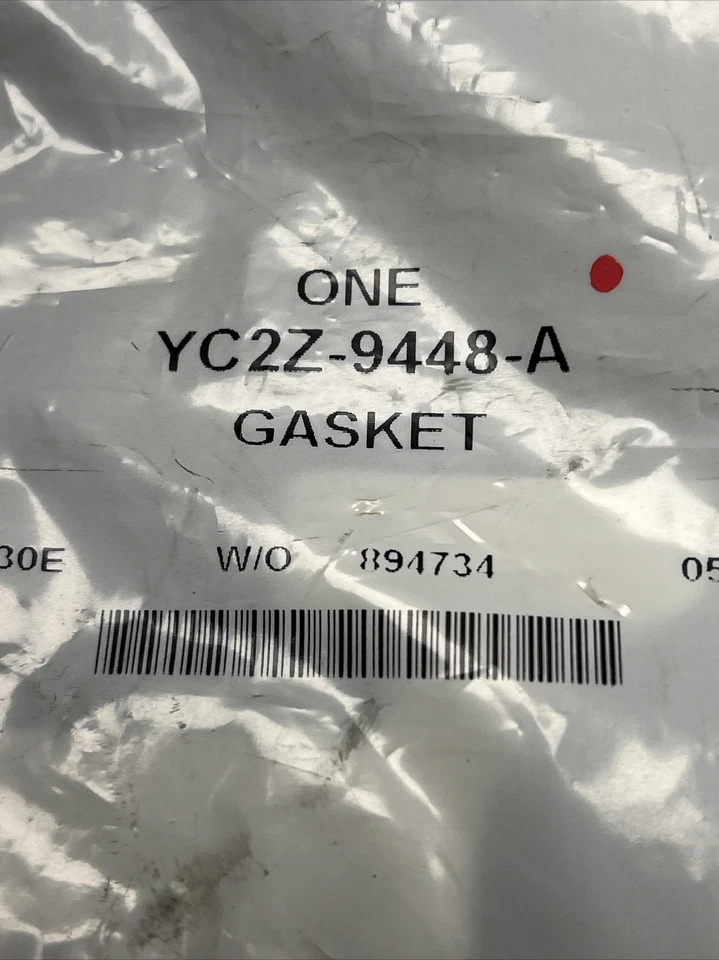 ONE
YC2Z-9448-A
GASKET
30E W/O 894734 05